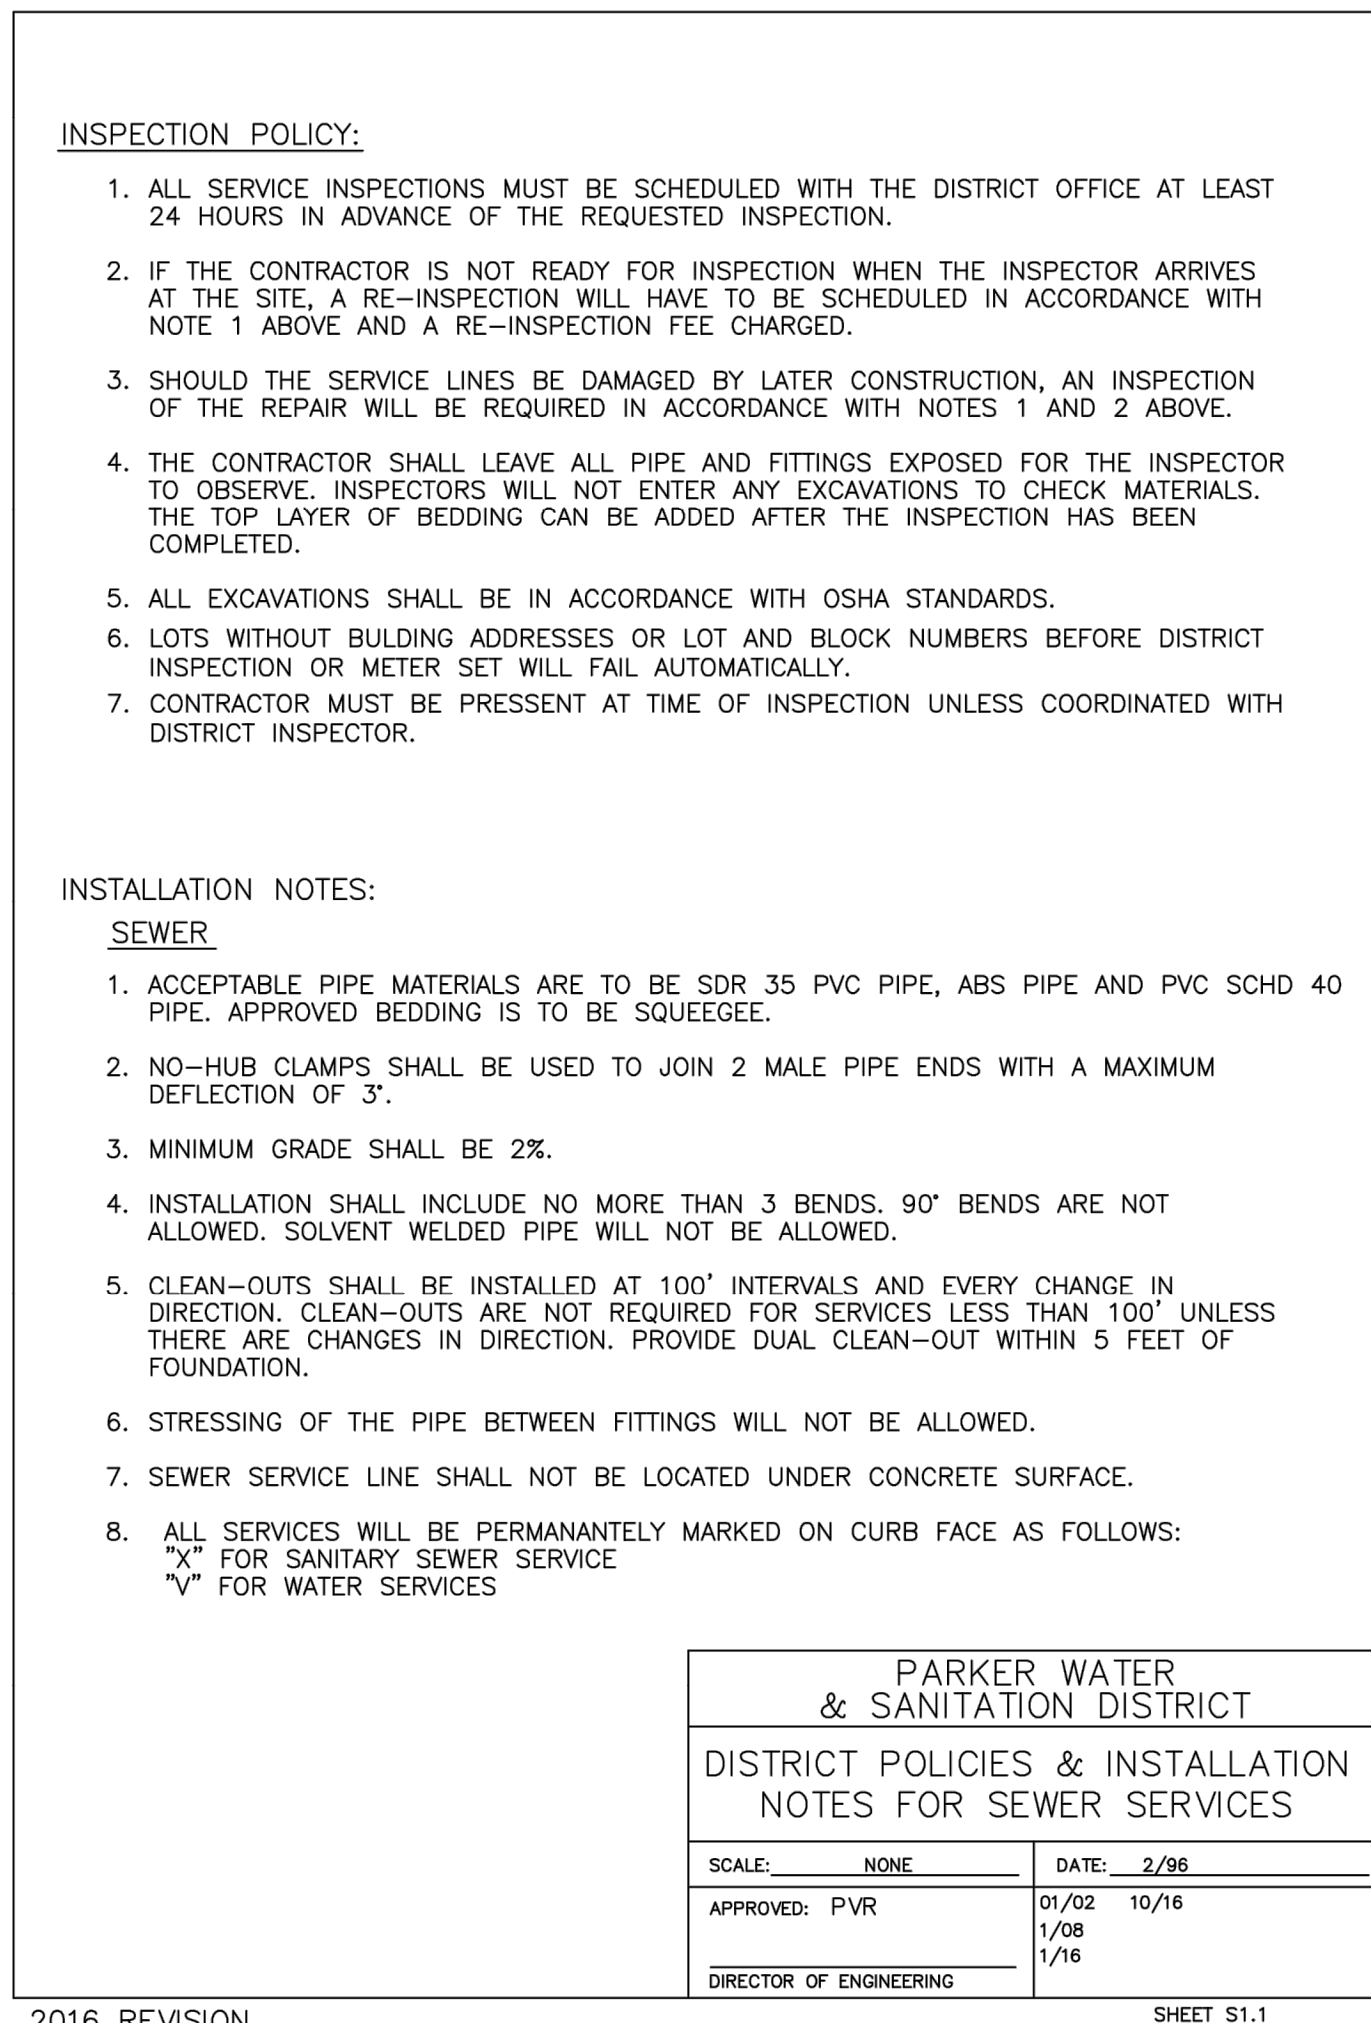 INSPECTION POLICY:
1. ALL SERVICE INSPECTIONS MUST BE SCHEDULED WITH THE DISTRICT OFFICE AT LEAST
24 HOURS IN ADVANCE OF THE REQUESTED INSPECTION.
2. IF THE CONTRACTOR IS NOT READY FOR INSPECTION WHEN THE INSPECTOR ARRIVES
AT THE SITE, A RE-INSPECTION WILL HAVE TO BE SCHEDULED IN ACCORDANCE WITH
NOTE 1 ABOVE AND A RE-INSPECTION FEE CHARGED.
3. SHOULD THE SERVICE LINES BE DAMAGED BY LATER CONSTRUCTION, AN INSPECTION
OF THE REPAIR WILL BE REQUIRED IN ACCORDANCE WITH NOTES 1 AND 2 ABOVE.
4. THE CONTRACTOR SHALL LEAVE ALL PIPE AND FITTINGS EXPOSED FOR THE INSPECTOR
TO OBSERVE. INSPECTORS WILL NOT ENTER ANY EXCAVATIONS TO CHECK MATERIALS.
THE TOP LAYER OF BEDDING CAN BE ADDED AFTER THE INSPECTION HAS BEEN
COMPLETED.
5. ALL EXCAVATIONS SHALL BE IN ACCORDANCE WITH OSHA STANDARDS.
6. LOTS WITHOUT BULDING ADDRESSES OR LOT AND BLOCK NUMBERS BEFORE DISTRICT
INSPECTION OR METER SET WILL FAIL AUTOMATICALLY.
7. CONTRACTOR MUST BE PRESSENT AT TIME OF INSPECTION UNLESS COORDINATED WITH
DISTRICT INSPECTOR.
INSTALLATION NOTES:
SEWER
1. ACCEPTABLE PIPE MATERIALS ARE TO BE SDR 35 PVC PIPE, ABS PIPE AND PVC SCHD 40
PIPE. APPROVED BEDDING IS TO BE SQUEEGEE.
2. NO-HUB CLAMPS SHALL BE USED TO JOIN 2 MALE PIPE ENDS WITH A MAXIMUM
DEFLECTION OF 3°.
3. MINIMUM GRADE SHALL BE 2%.
4. INSTALLATION SHALL INCLUDE NO MORE THAN 3 BENDS. 90° BENDS ARE NOT
ALLOWED. SOLVENT WELDED PIPE WILL NOT BE ALLOWED.
5. CLEAN-OUTS SHALL BE INSTALLED AT 100' INTERVALS AND EVERY CHANGE IN
DIRECTION. CLEAN-OUTS ARE NOT REQUIRED FOR SERVICES LESS THAN 100' UNLESS
THERE ARE CHANGES IN DIRECTION. PROVIDE DUAL CLEAN-OUT WITHIN 5 FEET OF
FOUNDATION.
6. STRESSING OF THE PIPE BETWEEN FITTINGS WILL NOT BE ALLOWED.
7. SEWER SERVICE LINE SHALL NOT BE LOCATED UNDER CONCRETE SURFACE.
8. ALL SERVICES WILL BE PERMANANTELY MARKED ON CURB FACE AS FOLLOWS:
"X" FOR SANITARY SEWER SERVICE
"V" FOR WATER SERVICES
PARKER WATER
& SANITATION DISTRICT
DISTRICT POLICIES & INSTALLATION
NOTES FOR SEWER SERVICES
SCALE: NONE DATE: 2/96
APPROVED: PVR 01/02 10/16
1/08
1/16
DIRECTOR OF ENGINEERING
2016 REVISION SHEET S1.1